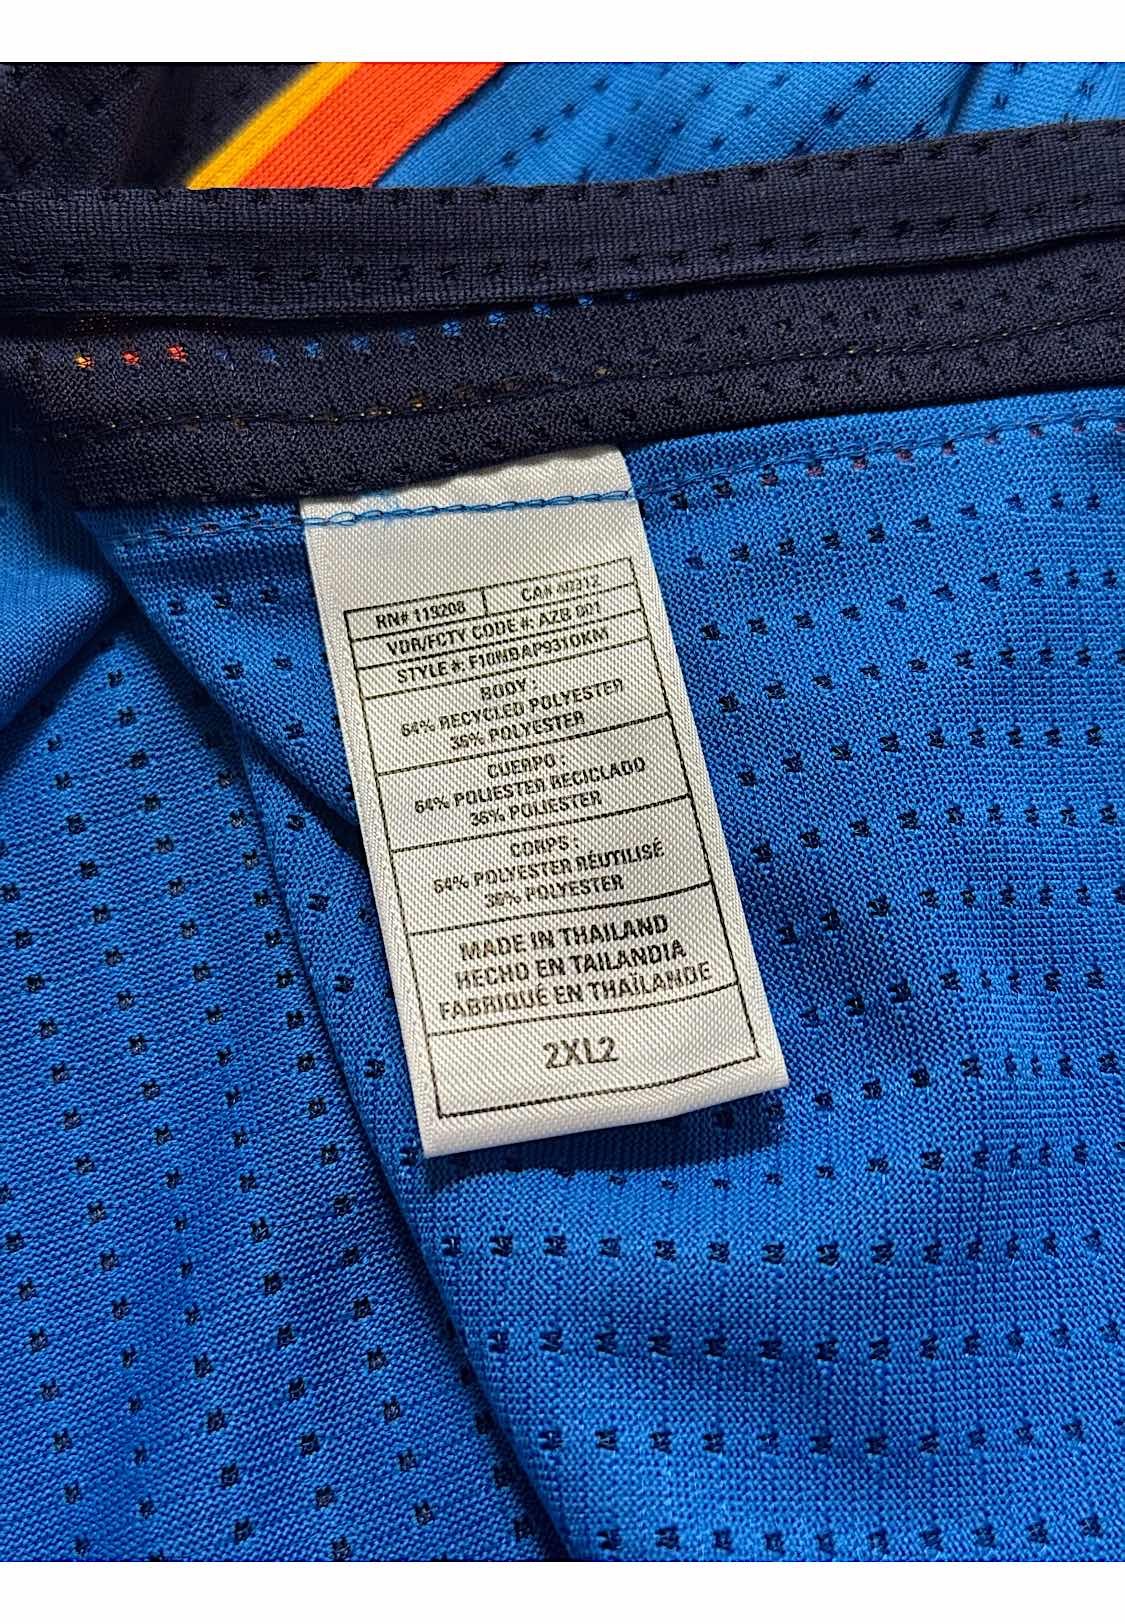 RN# 119208 CA# 40312
VDR/FCTY CODE #: AZB 001
STYLE #: F10NBAP9310KM
BODY:
64% RECYCLED POLYESTER
36% POLYESTER
CUERPO:
64% POLIESTER RECICLADO
36% POLIESTER
CORPS:
64% POLYESTER RÉUTILISÉ
36% POLYESTER
MADE IN THAILAND
HECHO EN TAILANDIA
FABRIQUÉ EN THAÏLANDE
2XL2